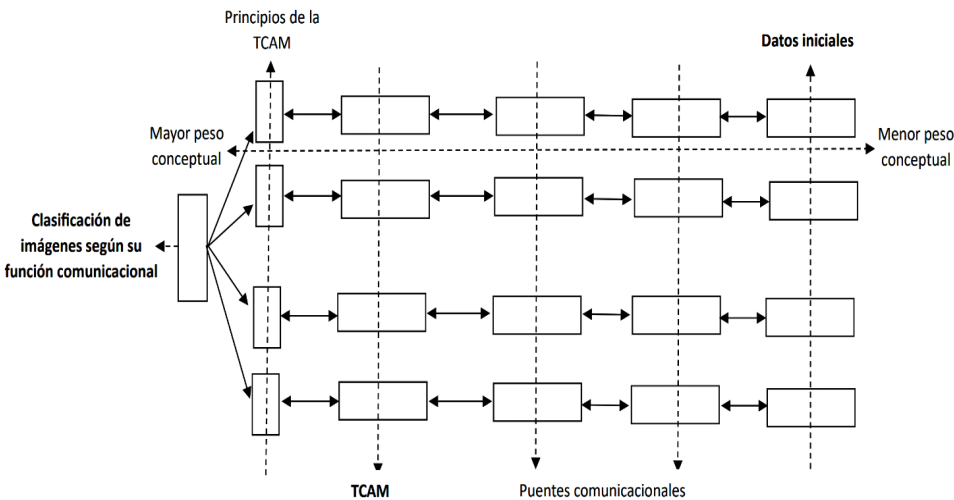 Principios de la
TCAM
Datos iniciales
Mayor peso
conceptual
Menor peso
conceptual
Clasificación de
imágenes según su
función comunicacional
TCAM
Puentes comunicacionales